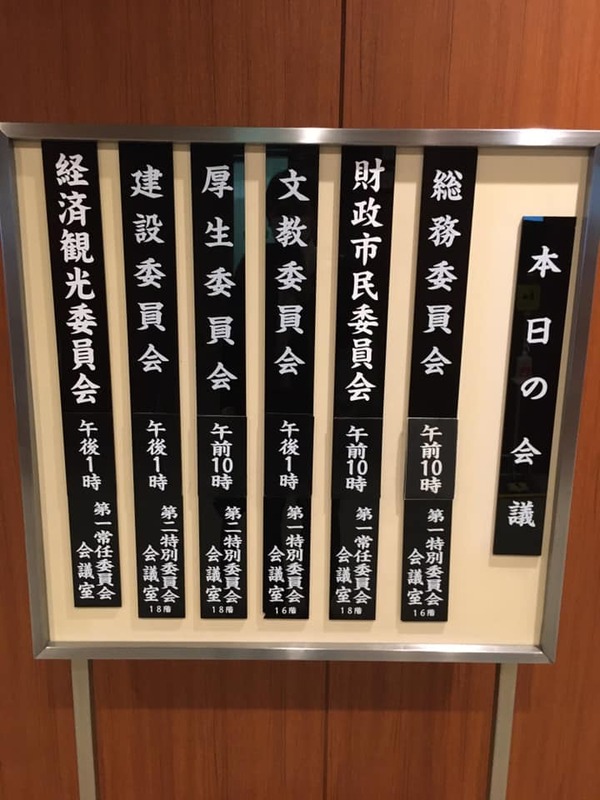 本日の会議
総務委員会
午前10時
第一特別委員会
会議室
16階
財政市民委員会
午前10時
第一常任委員会
会議室
18階
文教委員会
午後1時
第一特別委員会
会議室
16階
厚生委員会
午前10時
第二特別委員会
会議室
18階
建設委員会
午後1時
第二特別委員会
会議室
18階
経済観光委員会
午後1時
第一常任委員会
会議室